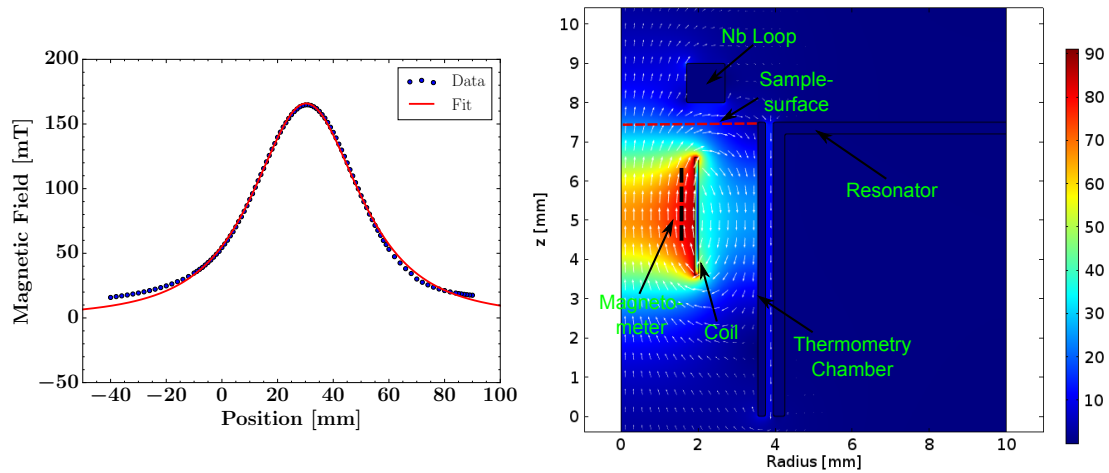 200
150
100
50
0
−50
Magnetic Field [mT]
Data
Fit
−40 −20 0 20 40 60 80 100
Position [mm]
10
9
8
7
6
5
4
3
2
1
0
z [mm]
Nb Loop
Sample-
surface
Resonator
Magneto-
meter
Coil
Thermometry
Chamber
0 2 4 6 8 10
Radius [mm]
90
80
70
60
50
40
30
20
10